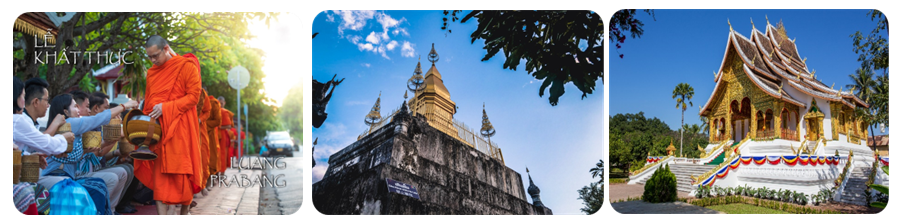 LỄ
KHẤT THỰC
LUANG
PRABANG